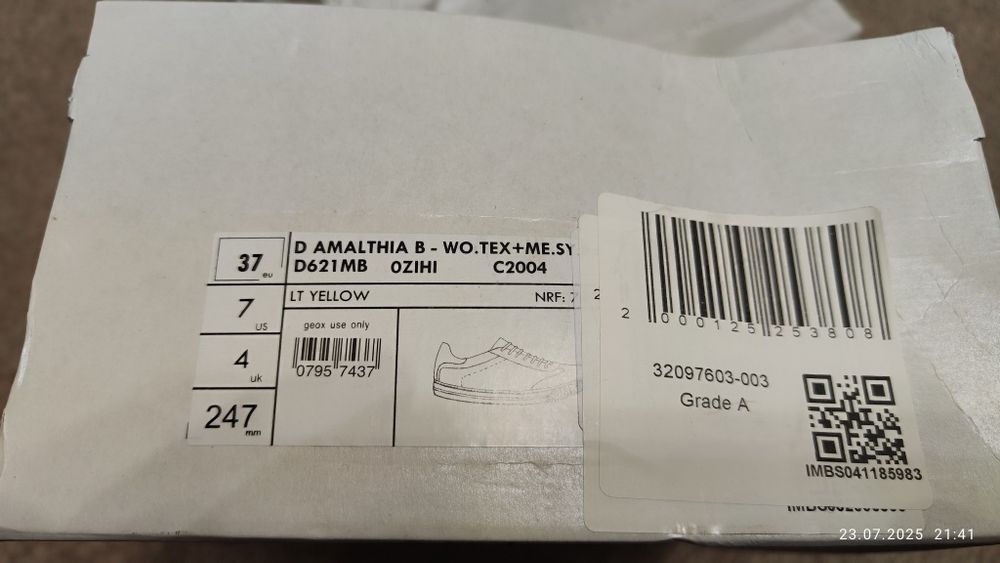 37 eu
7 US
4 uk
247 mm
D AMALTHIA B - WO.TEX+ME.SY
D621MB 0ZIHI C2004
LT YELLOW NRF: 7
geox use only
0795 7437
2
2 000125 253808
32097603-003
Grade A
IMBS041185983
23.07.2025 21:41